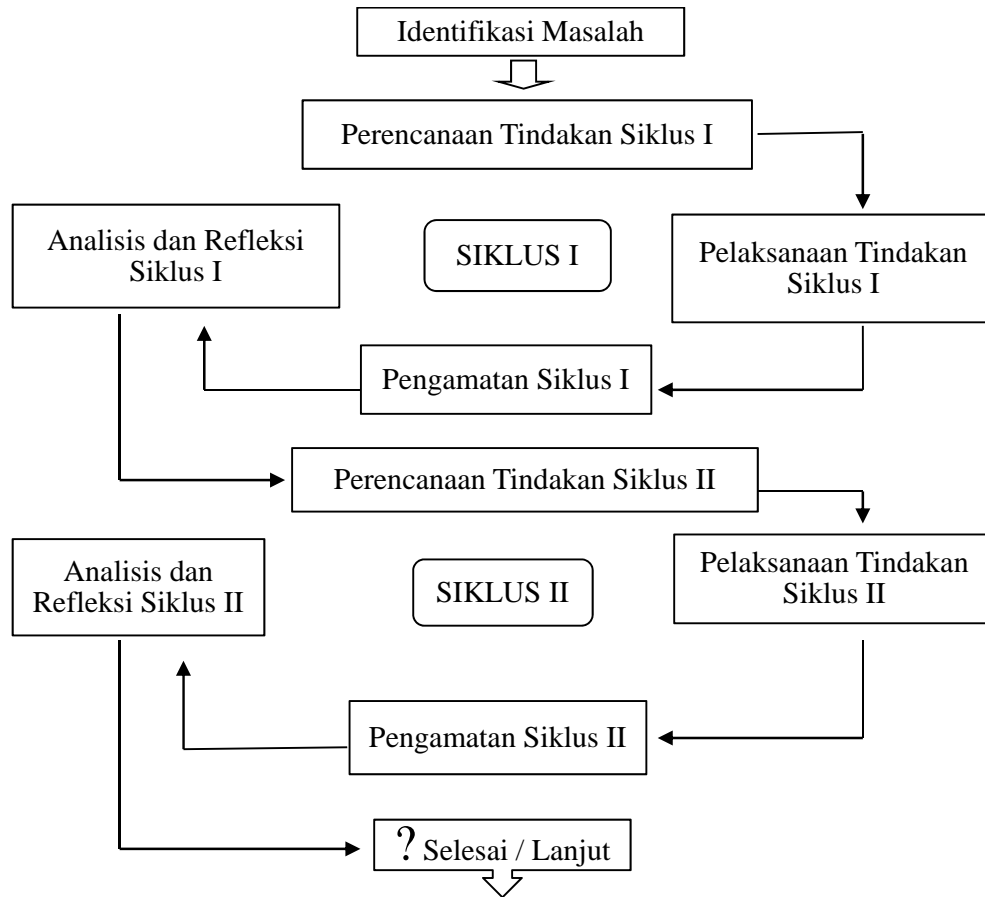 Identifikasi Masalah
Perencanaan Tindakan Siklus I
Analisis dan Refleksi
Siklus I
SIKLUS I
Pelaksanaan Tindakan
Siklus I
Pengamatan Siklus I
Perencanaan Tindakan Siklus II
Analisis dan
Refleksi Siklus II
SIKLUS II
Pelaksanaan Tindakan
Siklus II
Pengamatan Siklus II
? Selesai / Lanjut